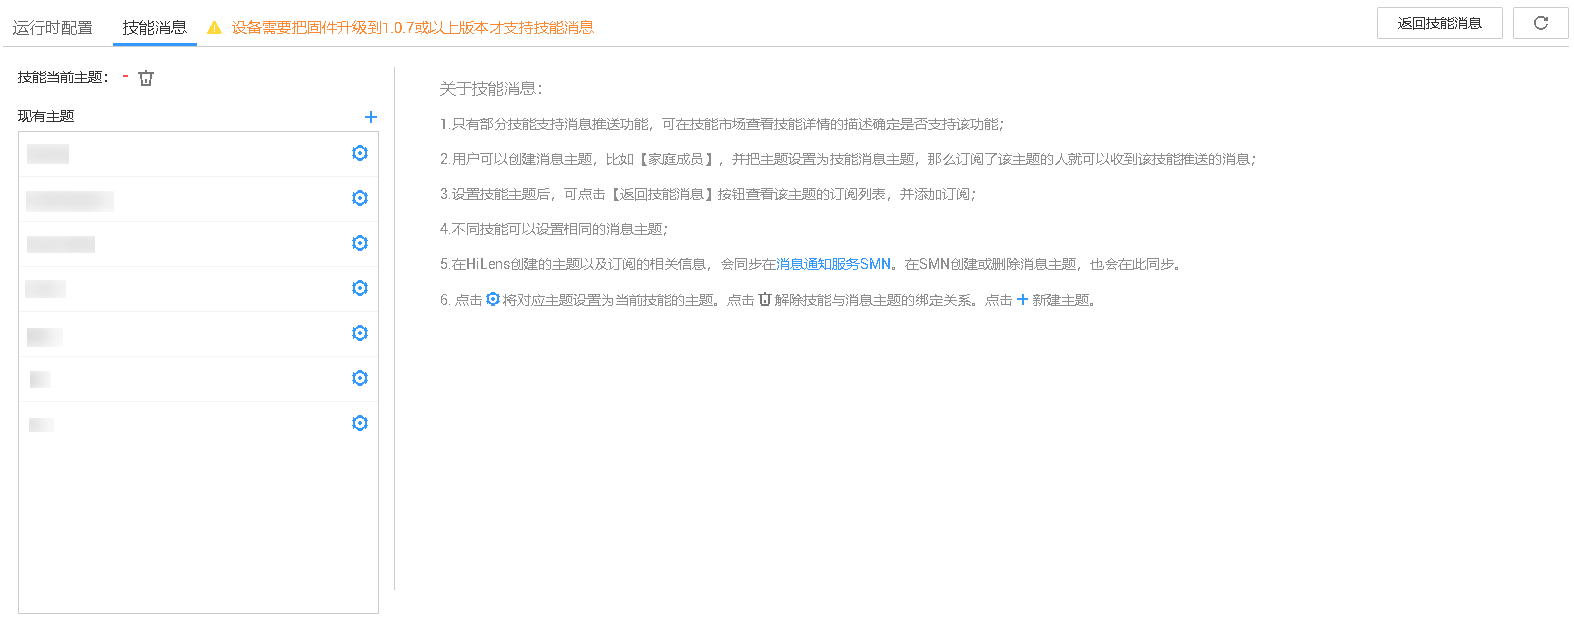 运行时配置 技能消息 设备需要把固件升级到1.0.7或以上版本才支持技能消息 返回技能消息
技能当前主题： -
现有主题 +
关于技能消息：
1.只有部分技能支持消息推送功能，可在技能市场查看技能详情的描述确定是否支持该功能；
2.用户可以创建消息主题，比如【家庭成员】，并把主题设置为技能消息主题，那么订阅了该主题的人就可以收到该技能推送的消息；
3.设置技能主题后，可点击【返回技能消息】按钮查看该主题的订阅列表，并添加订阅；
4.不同技能可以设置相同的消息主题；
5.在HiLens创建的主题以及订阅的相关信息，会同步在消息通知服务SMN。在SMN创建或删除消息主题，也会在此同步。
6. 点击 将对应主题设置为当前技能的主题。点击 解除技能与消息主题的绑定关系。点击 + 新建主题。